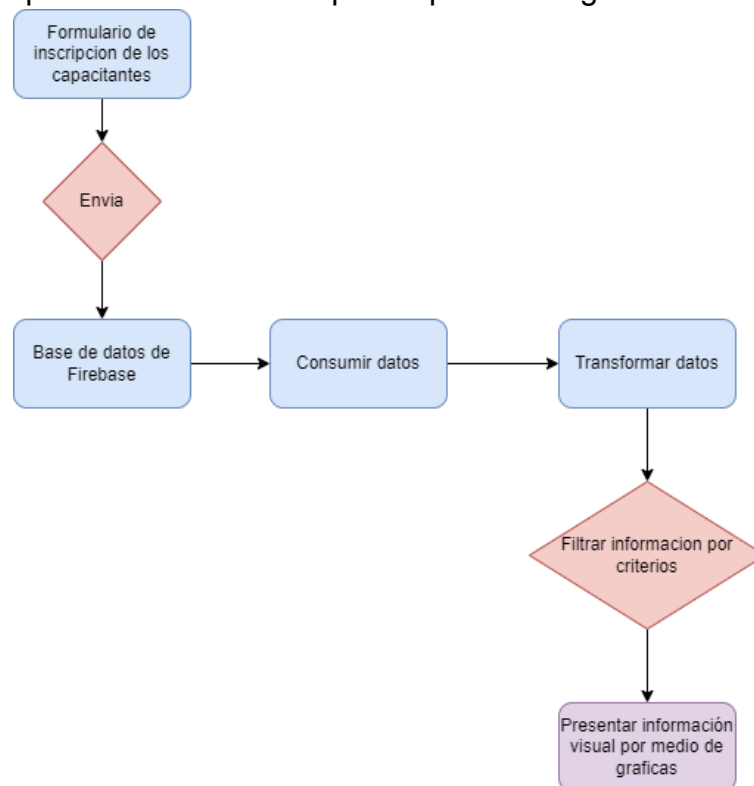 Formulario de
inscripcion de los
capacitantes
Envia
Base de datos de
Firebase
Consumir datos
Transformar datos
Filtrar informacion por
criterios
Presentar información
visual por medio de
graficas